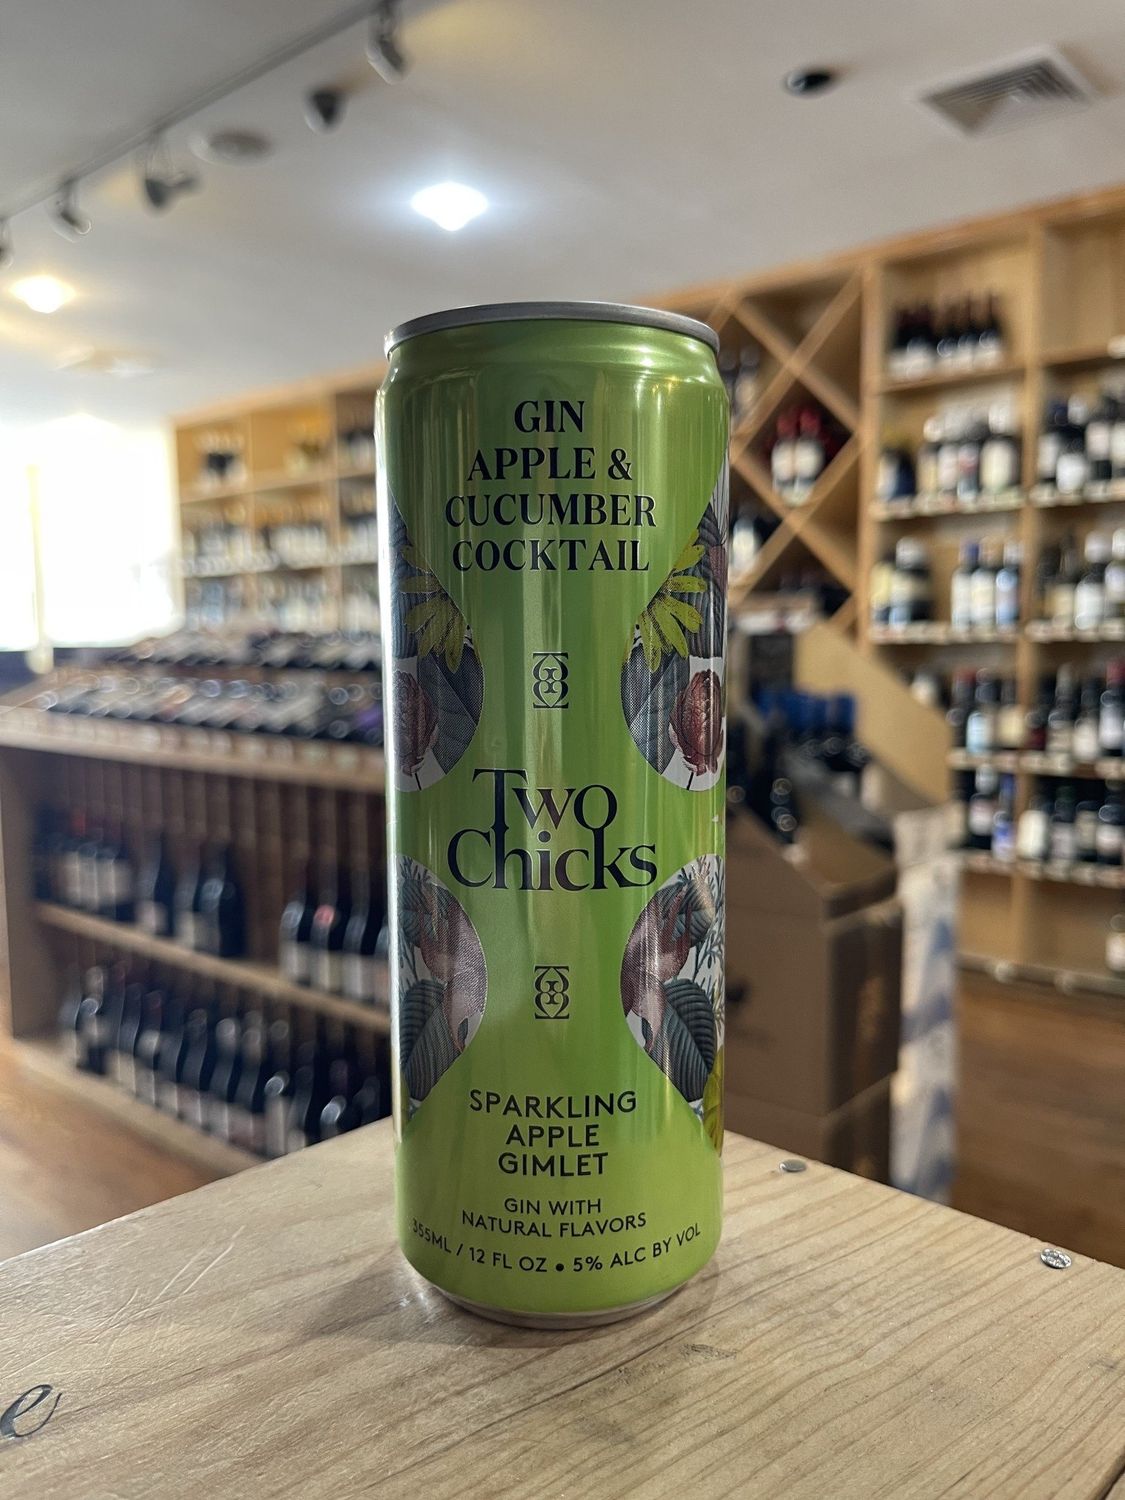 GIN
APPLE &
CUCUMBER
COCKTAIL
Two
Chicks
SPARKLING
APPLE
GIMLET
GIN WITH
NATURAL FLAVORS
355ML / 12 FL OZ • 5% ALC BY VOL
e